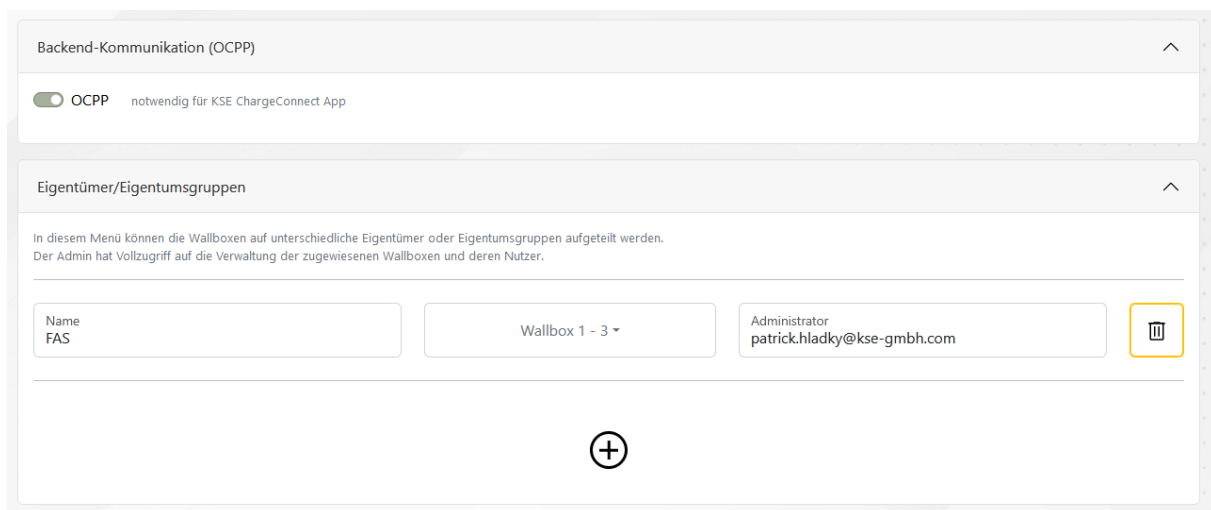 Backend-Kommunikation (OCPP)
OCPP notwendig für KSE ChargeConnect App
Eigentümer/Eigentumsgruppen
In diesem Menü können die Wallboxen auf unterschiedliche Eigentümer oder Eigentumsgruppen aufgeteilt werden.
Der Admin hat Vollzugriff auf die Verwaltung der zugewiesenen Wallboxen und deren Nutzer.
Name
FAS
Wallbox 1 - 3
Administrator
patrick.hladky@kse-gmbh.com